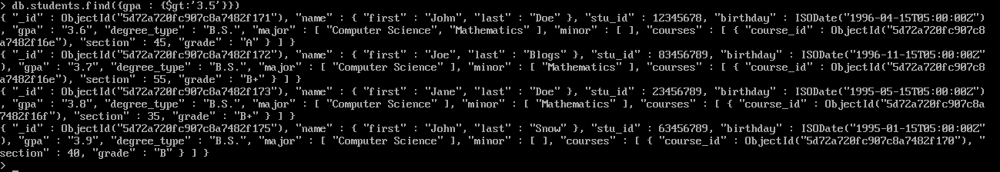 > db.students.find({gpa : {$gt:'3.5'}})
{ "_id" : ObjectId("5d72a720fc907c8a7482f171"), "name" : { "first" : "John", "last" : "Doe" }, "stu_id" : 12345678, "birthday" : ISODate("1996-04-15T05:00:00Z")
, "gpa" : "3.6", "degree_type" : "B.S.", "major" : [ "Computer Science", "Mathematics" ], "minor" : [ ], "courses" : [ { "course_id" : ObjectId("5d72a720fc907c8
a7482f16e"), "section" : 45, "grade" : "A" } ] }
{ "_id" : ObjectId("5d72a720fc907c8a7482f172"), "name" : { "first" : "Joe", "last" : "Blogs" }, "stu_id" : 83456789, "birthday" : ISODate("1996-11-15T05:00:00Z"
), "gpa" : "3.7", "degree_type" : "B.S.", "major" : [ "Computer Science" ], "minor" : [ "Mathematics" ], "courses" : [ { "course_id" : ObjectId("5d72a720fc907c8
a7482f16e"), "section" : 55, "grade" : "B+" } ] }
{ "_id" : ObjectId("5d72a720fc907c8a7482f173"), "name" : { "first" : "Jane", "last" : "Doe" }, "stu_id" : 23456789, "birthday" : ISODate("1995-05-15T05:00:00Z")
, "gpa" : "3.8", "degree_type" : "B.S.", "major" : [ "Computer Science" ], "minor" : [ "Mathematics" ], "courses" : [ { "course_id" : ObjectId("5d72a720fc907c8a
7482f16f"), "section" : 35, "grade" : "B+" } ] }
{ "_id" : ObjectId("5d72a720fc907c8a7482f175"), "name" : { "first" : "John", "last" : "Snow" }, "stu_id" : 63456789, "birthday" : ISODate("1995-01-15T05:00:00Z"
), "gpa" : "3.9", "degree_type" : "B.S.", "major" : [ "Computer Science" ], "minor" : [ ], "courses" : [ { "course_id" : ObjectId("5d72a720fc907c8a7482f170"), "
section" : 40, "grade" : "B" } ] }
> _